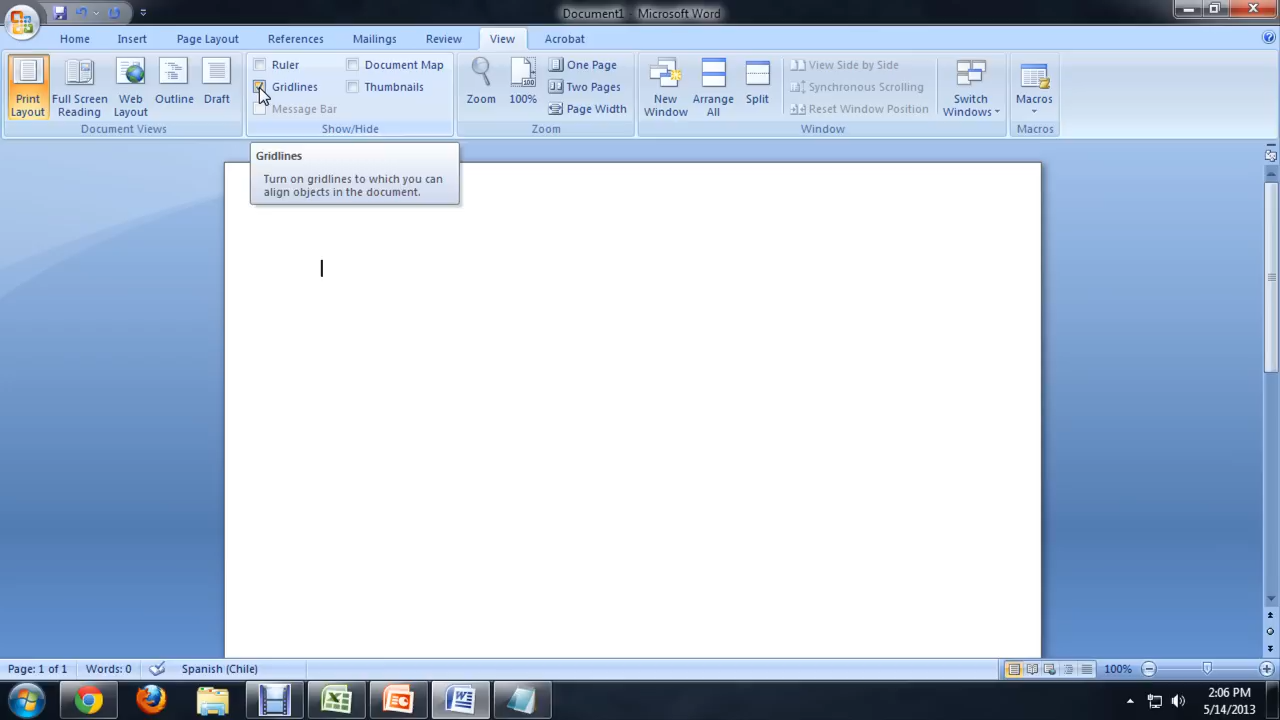 Document1 - Microsoft Word
Home Insert Page Layout References Mailings Review View Acrobat
Print Layout
Full Screen Reading
Web Layout
Outline
Draft
Document Views
Ruler
Gridlines
Message Bar
Document Map
Thumbnails
Show/Hide
Zoom
100%
One Page
Two Pages
Page Width
Zoom
New Window
Arrange All
Split
View Side by Side
Synchronous Scrolling
Reset Window Position
Switch Windows
Window
Macros
Macros
Gridlines
Turn on gridlines to which you can
align objects in the document.
Page: 1 of 1 Words: 0 Spanish (Chile) 100%
2:06 PM
5/14/2013